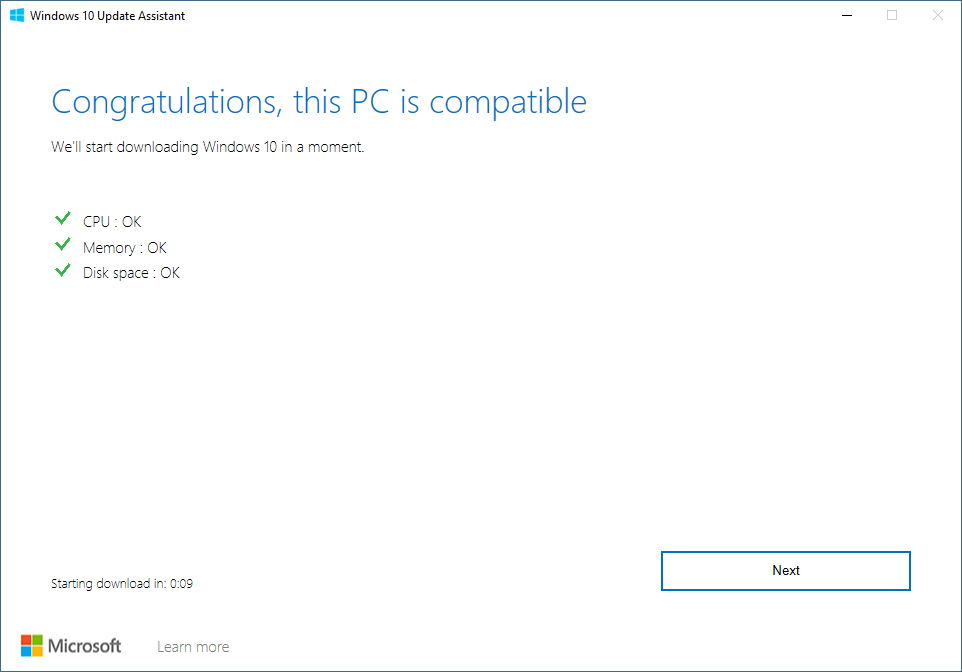 Windows 10 Update Assistant
Congratulations, this PC is compatible
We'll start downloading Windows 10 in a moment.
CPU : OK
Memory : OK
Disk space : OK
Next
Starting download in: 0:09
Microsoft
Learn more